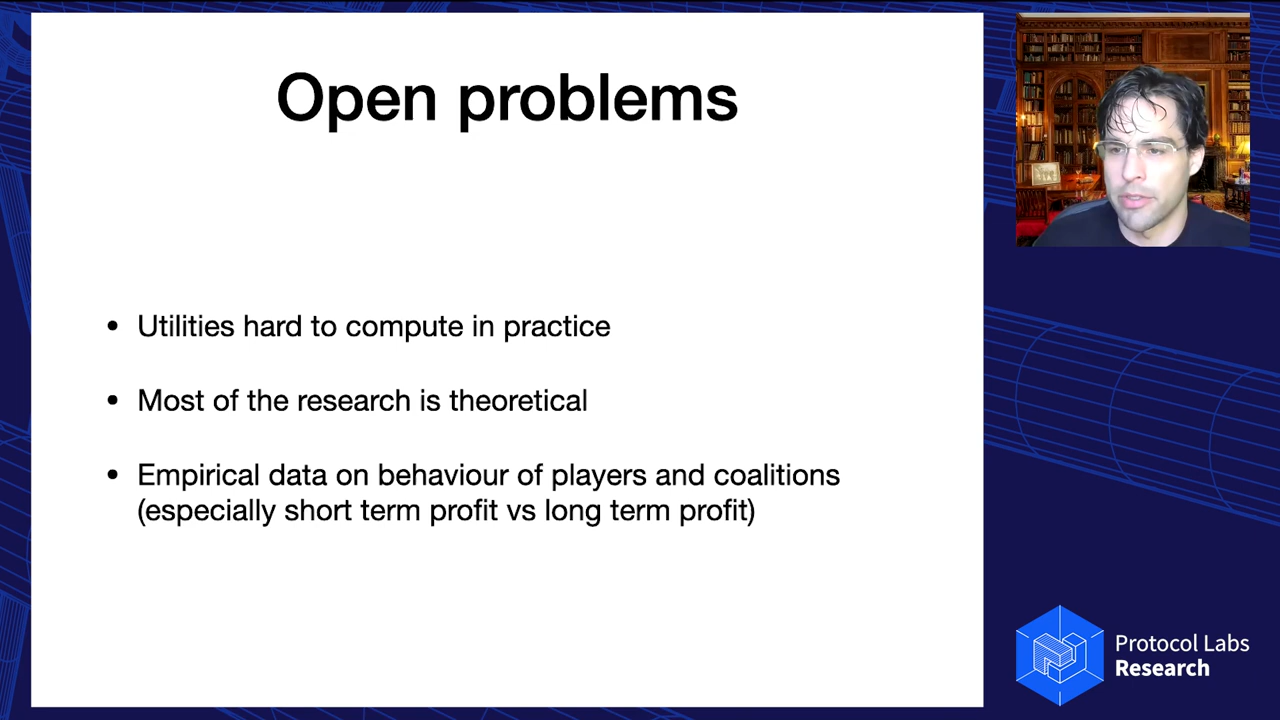 Open problems
• Utilities hard to compute in practice
• Most of the research is theoretical
• Empirical data on behaviour of players and coalitions
(especially short term profit vs long term profit)
Protocol Labs
Research